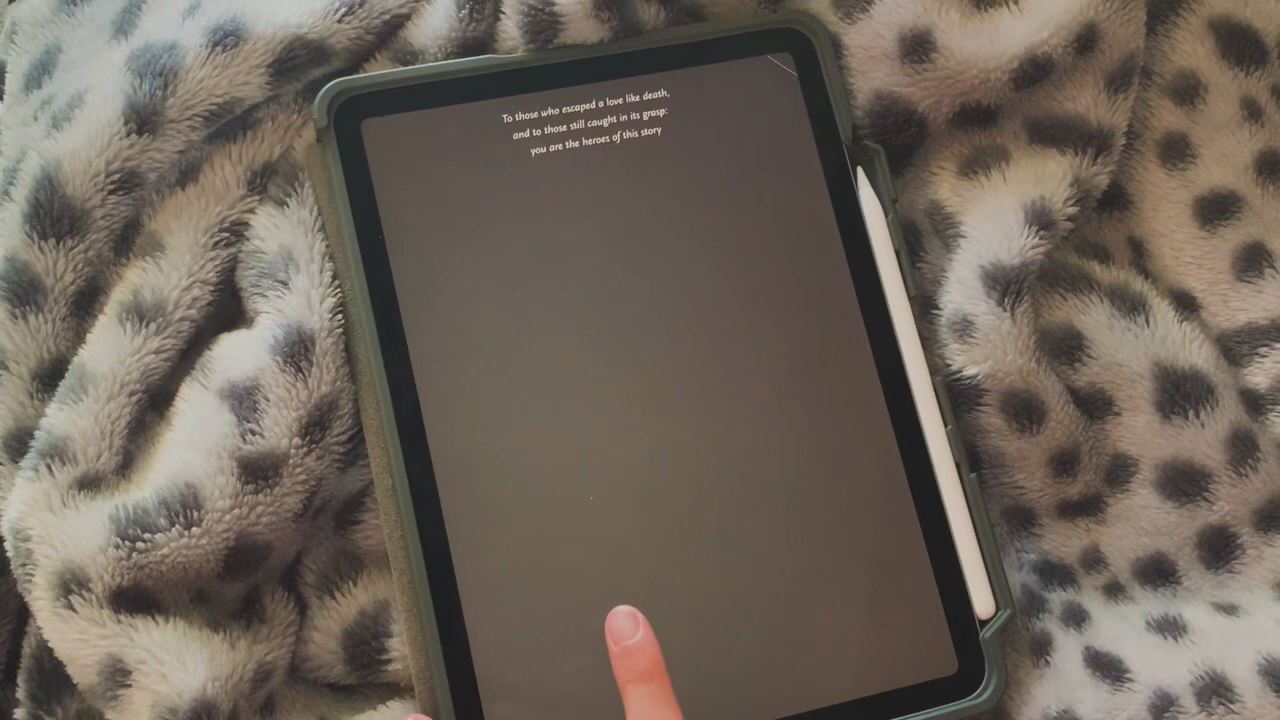 To those who escaped a love like death,
and to those still caught in its grasp:
you are the heroes of this story